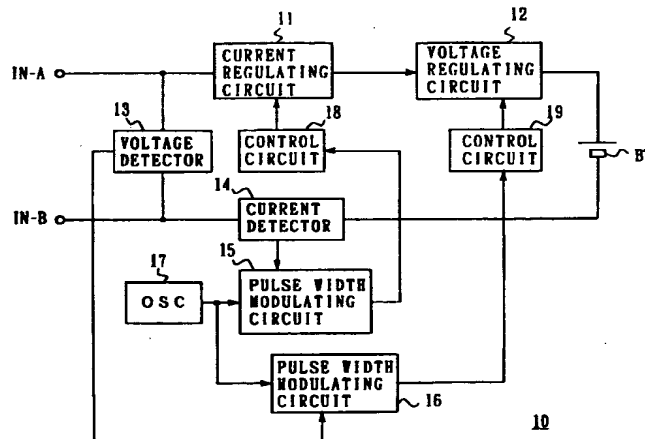 11
CURRENT
REGULATING
CIRCUIT
12
VOLTAGE
REGULATING
CIRCUIT
IN-A
13
VOLTAGE
DETECTOR
18
CONTROL
CIRCUIT
19
CONTROL
CIRCUIT
B
IN-B
14
CURRENT
DETECTOR
15
PULSE WIDTH
MODULATING
CIRCUIT
17
OSC
PULSE WIDTH
MODULATING
CIRCUIT
16
10